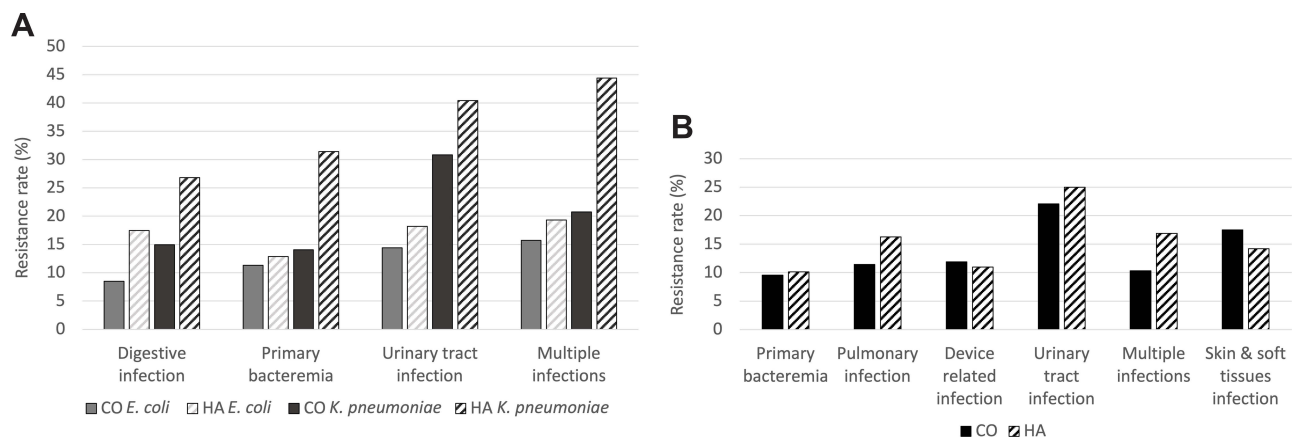 A
Resistance rate (%)
50
45
40
35
30
25
20
15
10
5
0
Digestive
infection
Primary
bacteremia
Urinary tract
infection
Multiple
infections
CO E. coli
HA E. coli
CO K. pneumoniae
HA K. pneumoniae
B
Resistance rate (%)
30
25
20
15
10
5
0
Primary
bacteremia
Pulmonary
infection
Device
related
infection
Urinary
tract
infection
Multiple
infections
Skin & soft
tissues
infection
CO
HA